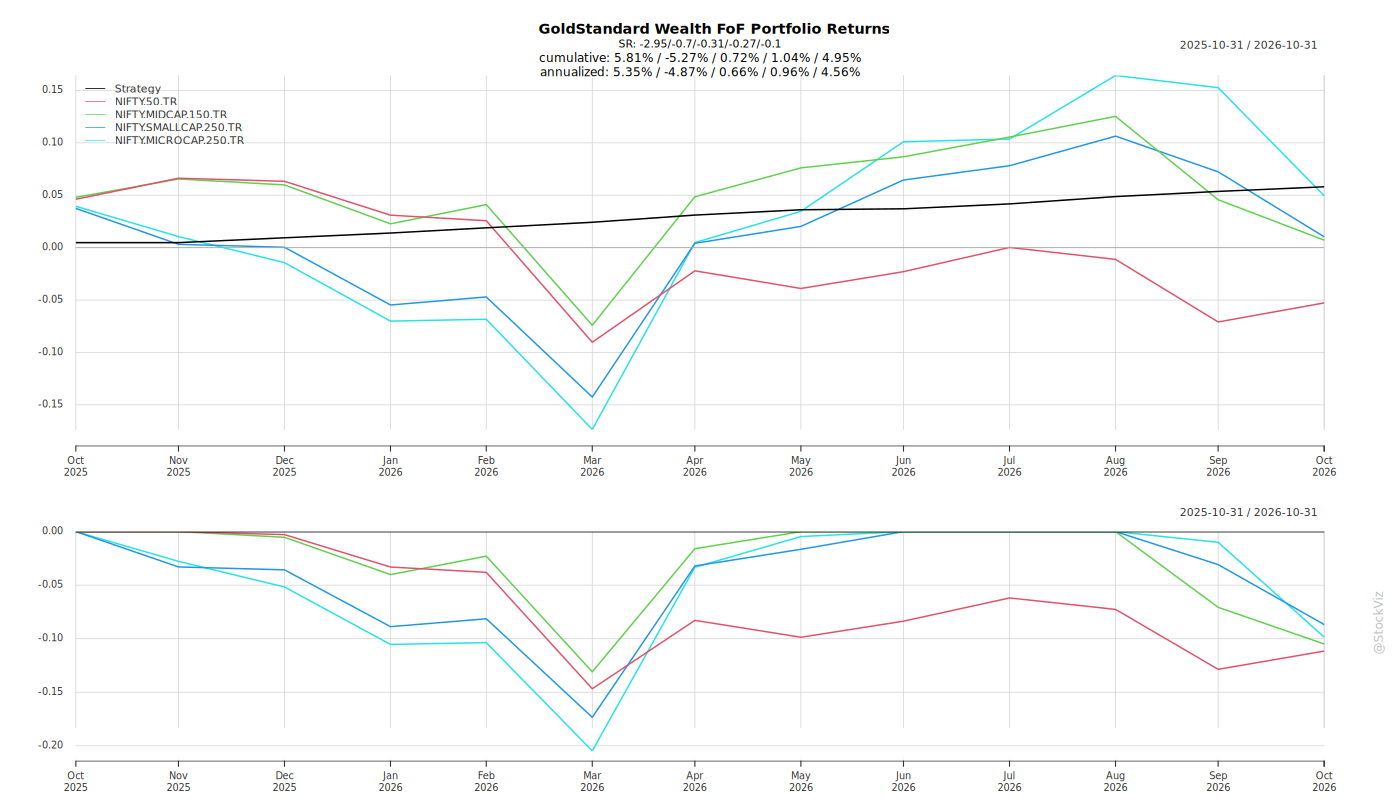 GoldStandard Wealth FoF Portfolio Returns
SR: -2.95/-0.7/-0.31/-0.27/-0.1
cumulative: 5.81% / -5.27% / 0.72% / 1.04% / 4.95%
annualized: 5.35% / -4.87% / 0.66% / 0.96% / 4.56%
2025-10-31 / 2026-10-31
Strategy
NIFTY.50.TR
NIFTY.MIDCAP.150.TR
NIFTY.SMALLCAP.250.TR
NIFTY.MICROCAP.250.TR
0.15
0.10
0.05
0.00
-0.05
-0.10
-0.15
Oct Nov Dec Jan Feb Mar Apr May Jun Jul Aug Sep Oct
2025 2025 2025 2026 2026 2026 2026 2026 2026 2026 2026 2026 2026
2025-10-31 / 2026-10-31
0.00
-0.05
-0.10
-0.15
-0.20
Oct Nov Dec Jan Feb Mar Apr May Jun Jul Aug Sep Oct
2025 2025 2025 2026 2026 2026 2026 2026 2026 2026 2026 2026 2026
@StockViz